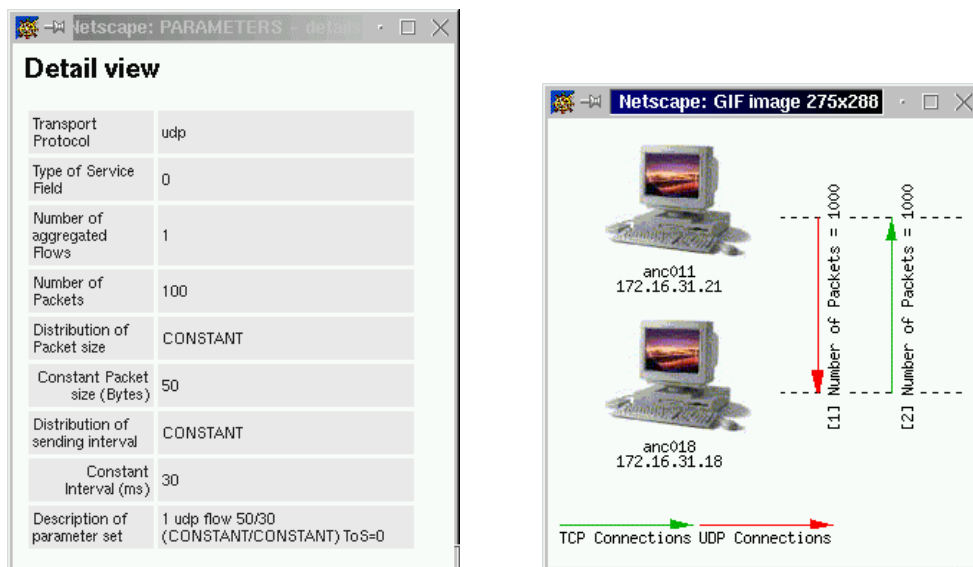 Netscape: PARAMETERS - details
Detail view
Transport
Protocol
udp
Type of Service
Field
0
Number of
aggregated
Flows
1
Number of
Packets
100
Distribution of
Packet size
CONSTANT
Constant Packet
size (Bytes)
50
Distribution of
sending interval
CONSTANT
Constant
Interval (ms)
30
Description of
parameter set
1 udp flow 50/30
(CONSTANT/CONSTANT) ToS=0
Netscape: GIF image 275x288
anc011
172.16.31.21
anc018
172.16.31.18
[1] Number of Packets = 1000
[2] Number of Packets = 1000
TCP Connections UDP Connections